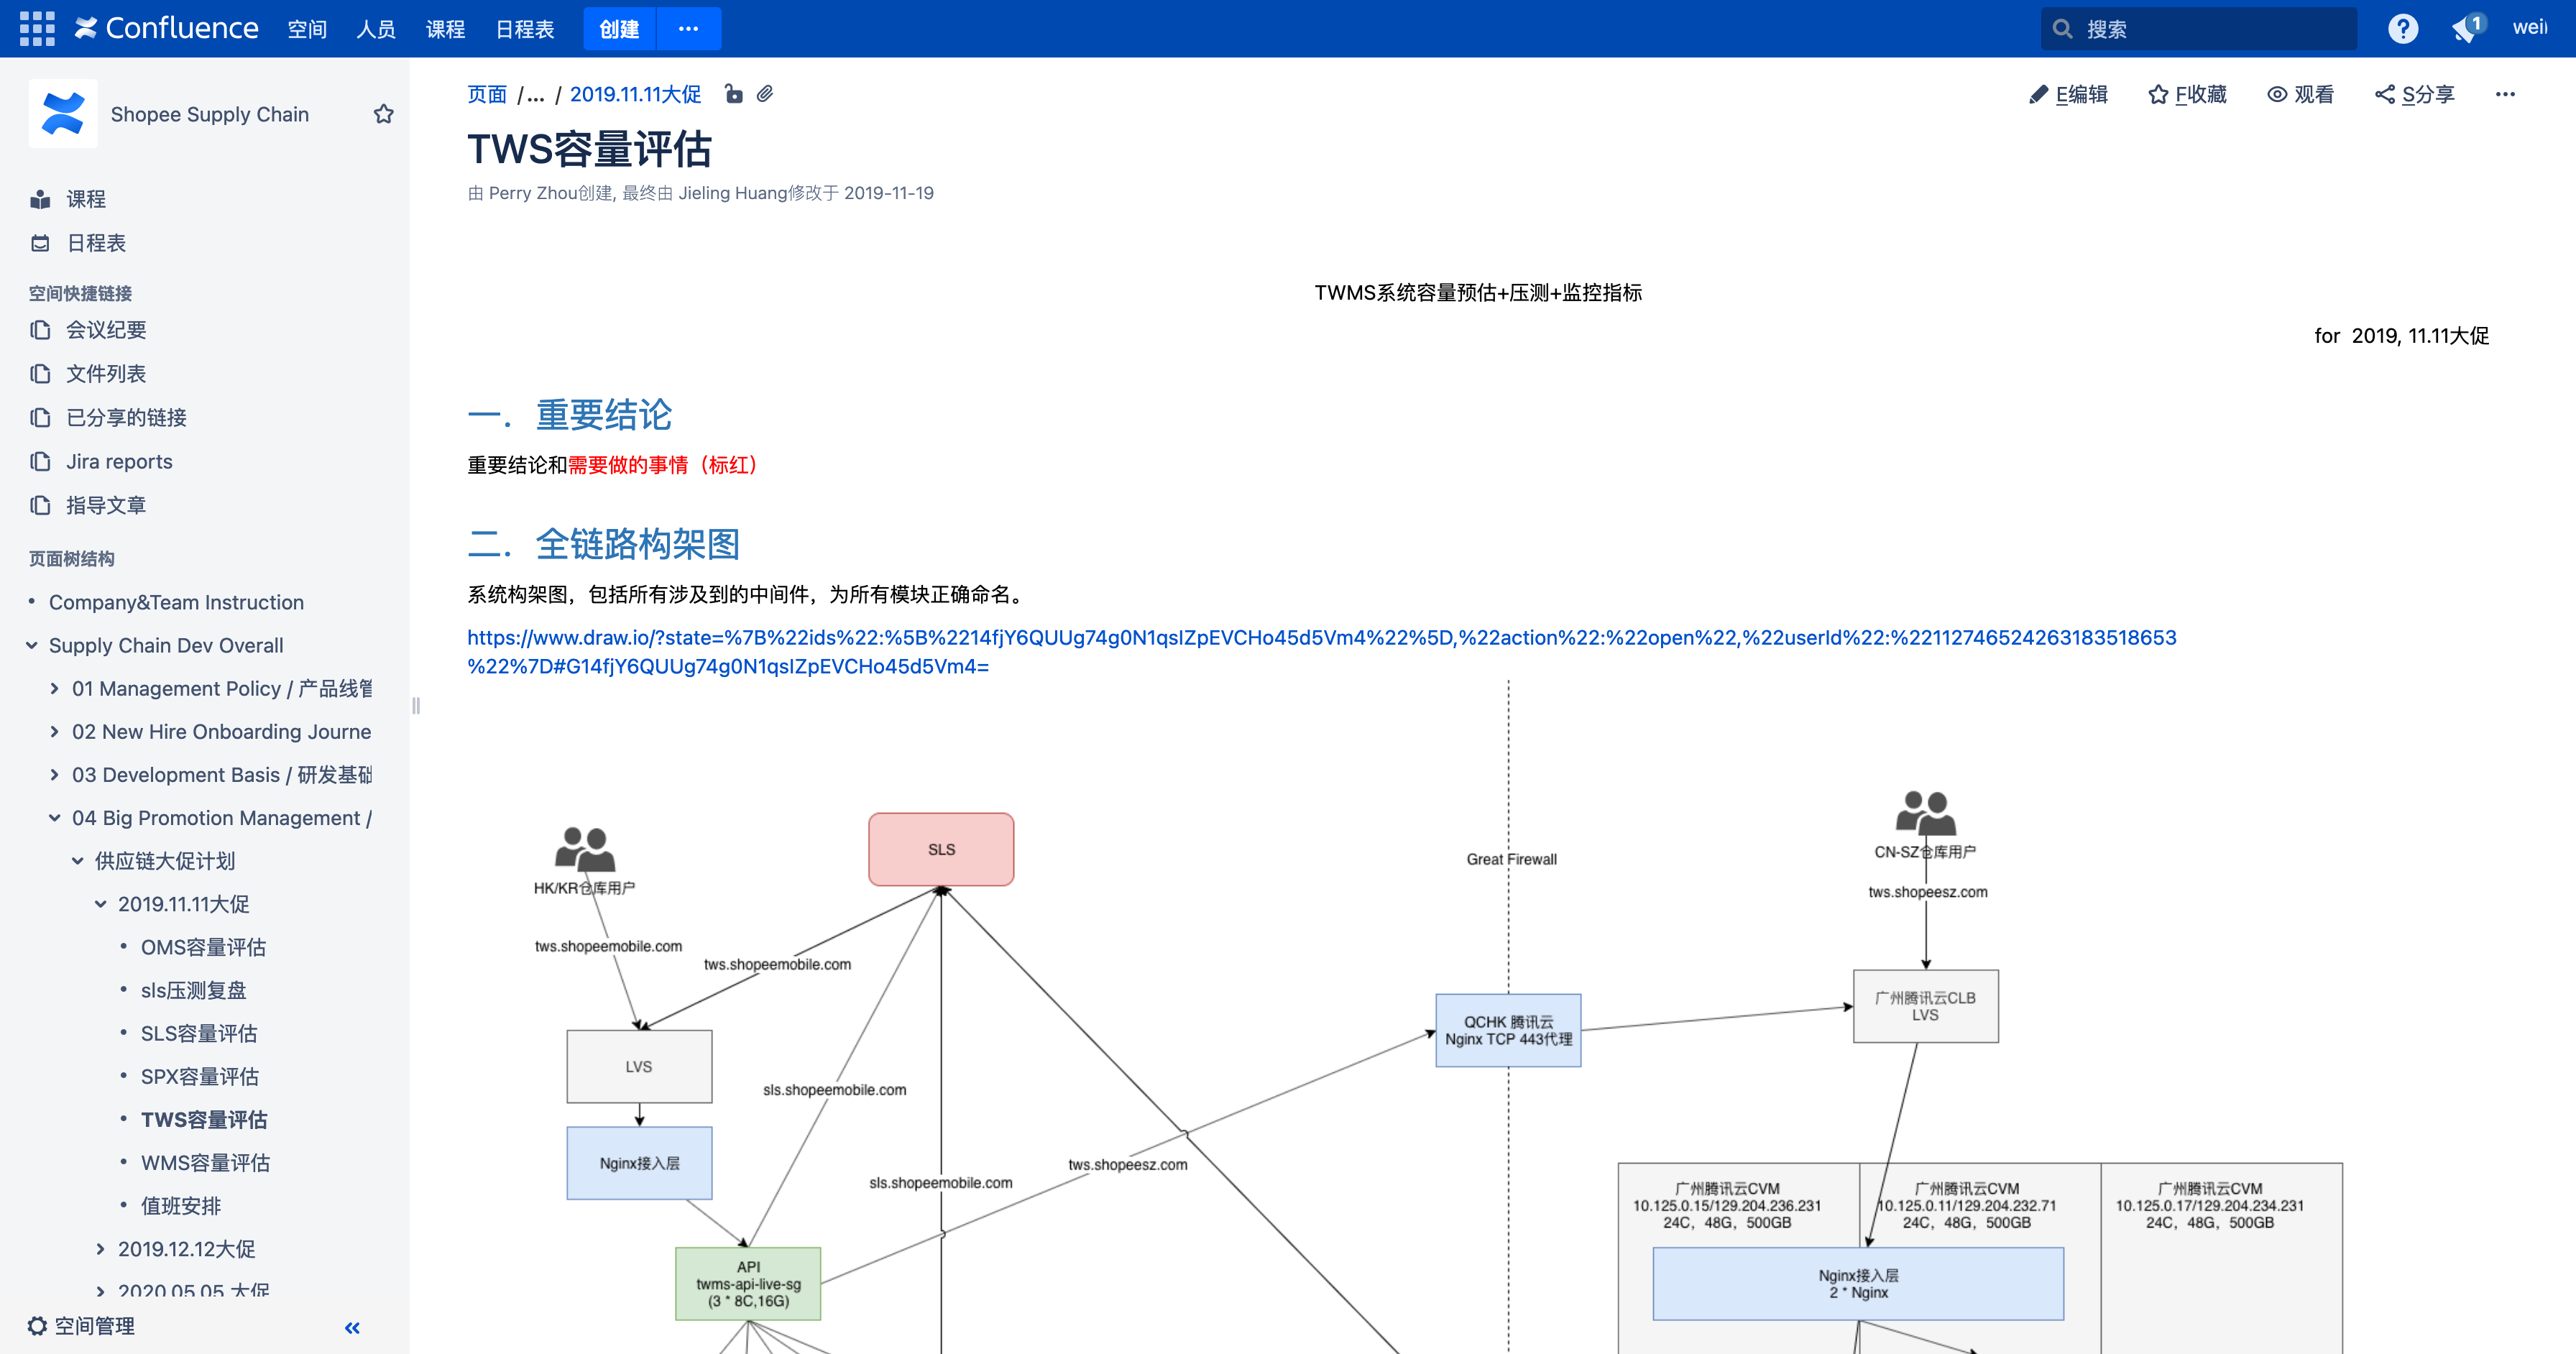 Confluence 空间 人员 课程 日程表 创建 ··· 搜索 ? 1
Shopee Supply Chain
课程
日程表
空间快捷链接
会议纪要
文件列表
已分享的链接
Jira reports
指导文章
页面树结构
• Company&Team Instruction
Supply Chain Dev Overall
01 Management Policy / 产品线
02 New Hire Onboarding Journe
03 Development Basis / 研发基础
04 Big Promotion Management /
供应链大促计划
2019.11.11大促
• OMS容量评估
• sls压测复盘
• SLS容量评估
• SPX容量评估
• TWS容量评估
• WMS容量评估
• 值班安排
2019.12.12大促
2020.05.05 大促
空间管理 «
页面 /... / 2019.11.11大促
E编辑 F收藏 观看 S分享 ···
TWS容量评估
由 Perry Zhou创建, 最终由 Jieling Huang修改于 2019-11-19
TWMS系统容量预估+压测+监控指标
for 2019, 11.11大促
一. 重要结论
重要结论和需要做的事情（标红）
二. 全链路构架图
系统构架图，包括所有涉及到的中间件，为所有模块正确命名。
https://www.draw.io/?state=%7B%22ids%22:%5B%2214fjY6QUUg74g0N1qsIZpEVCHo45d5Vm4%22%5D,%22action%22:%22open%22,%22userId%22:%22112746524263183518653
%22%7D#G14fjY6QUUg74g0N1qsIZpEVCHo45d5Vm4=
HK/KR仓库用户
SLS
Great Firewall
CN-SZ仓库用户
tws.shopeesz.com
tws.shopeemobile.com
tws.shopeemobile.com
QCHK 腾讯云
Nginx TCP 443代理
广州腾讯云CLB
LVS
LVS
sls.shopeemobile.com
Nginx接入层
tws.shopeesz.com
sls.shopeemobile.com
广州腾讯云CVM
10.125.0.15/129.204.236.231
24C，48G，500GB
广州腾讯云CVM
10.125.0.11/129.204.232.71
24C，48G，500GB
广州腾讯云CVM
10.125.0.17/129.204.234.231
24C，48G，500GB
API
twms-api-live-sg
(3 * 8C,16G)
Nginx接入层
2 * Nginx